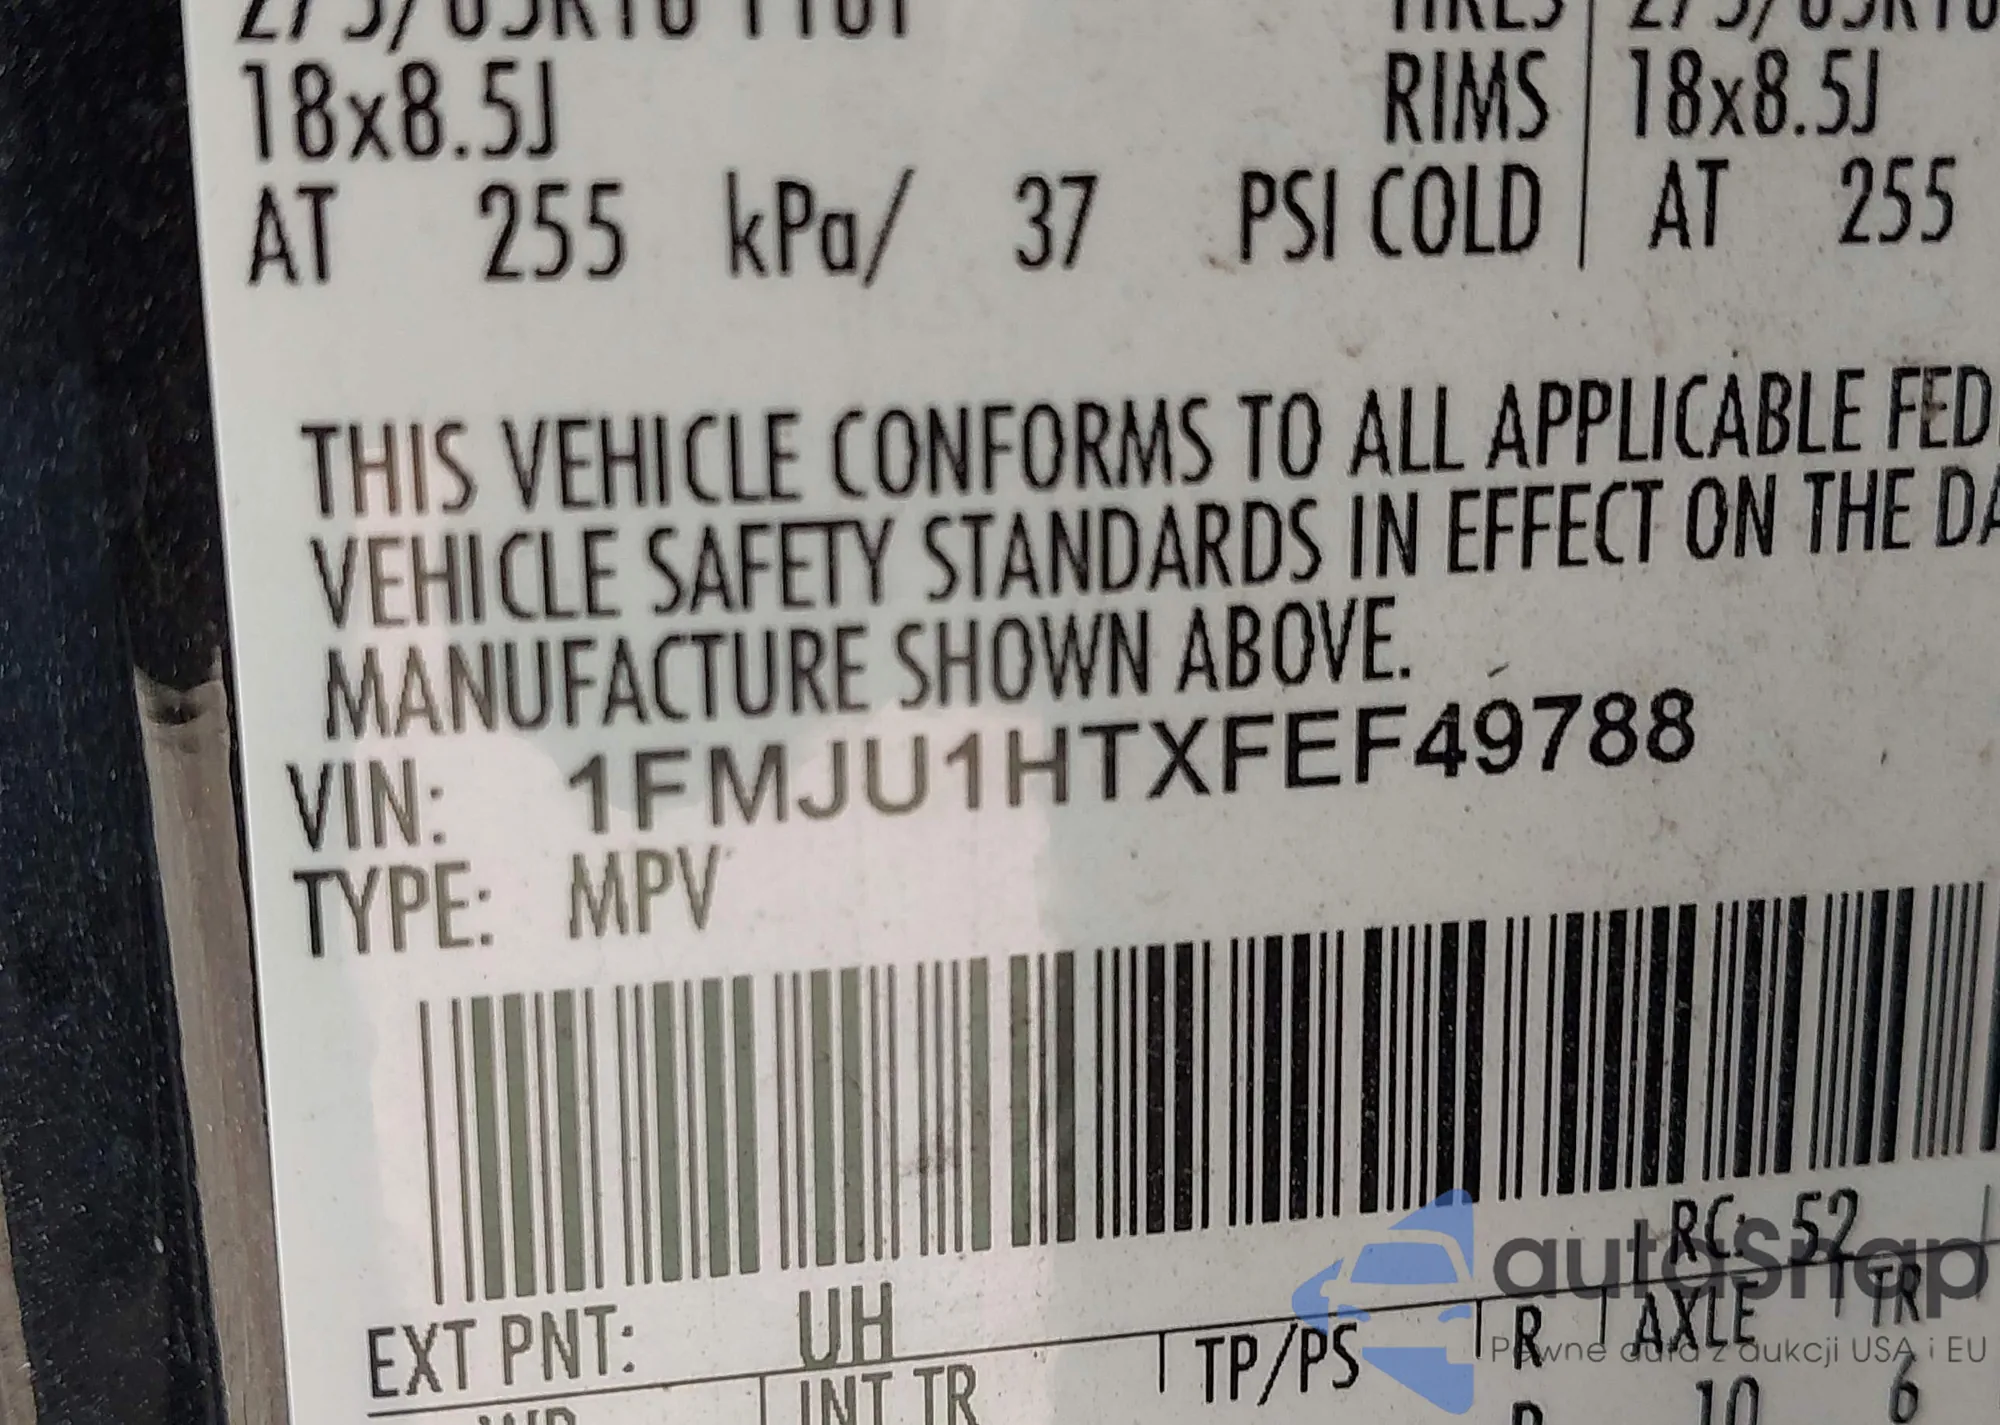 18x8.5J RIMS 18x8.5J
AT 255 kPa/ 37 PSI COLD AT 255
THIS VEHICLE CONFORMS TO ALL APPLICABLE FED
VEHICLE SAFETY STANDARDS IN EFFECT ON THE DA
MANUFACTURE SHOWN ABOVE.
VIN: 1FMJU1HTXFEF49788
TYPE: MPV
RC: 52
EXT PNT: UH
INT TR TP/PS R AXLE TR
10 6
autaSnap
Pewne auta z aukcji USA i EU